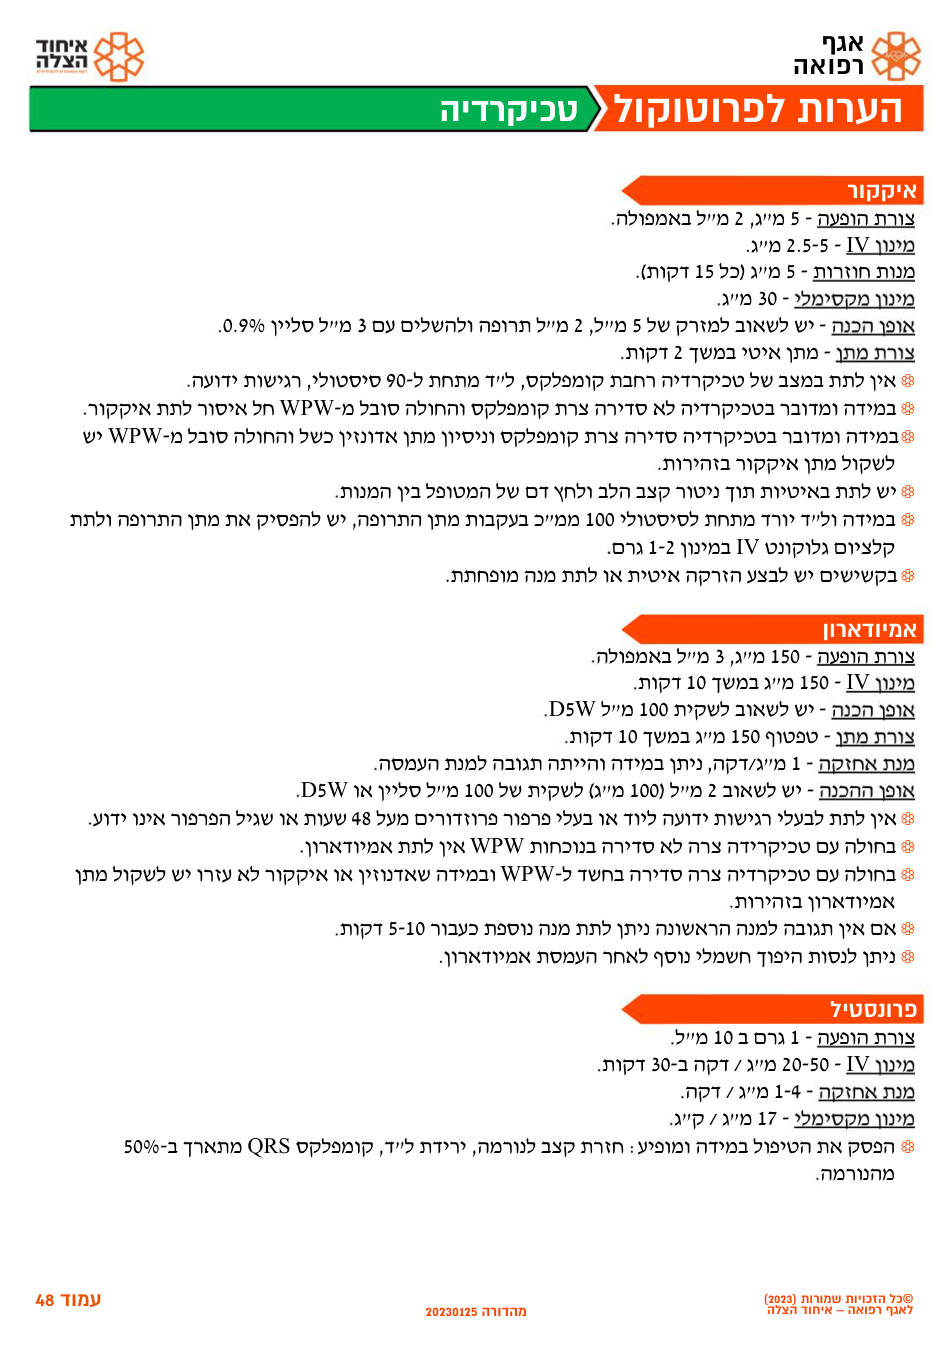 אגף
רפואה
איחוד
הצלה
הערות לפרוטוקול
טכיקרדיה
איקקור
צורת הופעה - 5 מ״ג, 2 מ״ל באמפולה.
מינון IV - 2.5-5 מ״ג.
מנות חוזרות - 5 מ״ג (כל 15 דקות).
מינון מקסימלי - 30 מ״ג.
אופן הכנה - יש לשאוב למזרק של 5 מ״ל, 2 מ״ל תרופה ולהשלים עם 3 מ״ל סליין 0.9%.
צורת מתן - מתן איטי במשך 2 דקות.
אין לתת במצב של טכיקרדיה רחבת קומפלקס, ל״ד מתחת ל-90 סיסטולי, רגישות ידועה.
במידה ומדובר בטכיקרדיה לא סדירה צרת קומפלקס והחולה סובל מ-WPW חל איסור לתת איקקור.
במידה ומדובר בטכיקרדיה סדירה צרת קומפלקס וניסיון מתן אדונזין כשל והחולה סובל מ-WPW יש
לשקול מתן איקקור בזהירות.
יש לתת באיטיות תוך ניטור קצב הלב ולחץ דם של המטופל בין המנות.
במידה ול״ד יורד מתחת לסיסטולי 100 ממ״כ בעקבות מתן התרופה, יש להפסיק את מתן התרופה ולתת
קלציום גלוקונט IV במינון 1-2 גרם.
בקשישים יש לבצע הזרקה איטית או לתת מנה מופחתת.
אמיודארון
צורת הופעה - 150 מ״ג, 3 מ״ל באמפולה.
מינון IV - 150 מ״ג במשך 10 דקות.
אופן הכנה - יש לשאוב לשקית 100 מ״ל D5W.
צורת מתן - טפטוף 150 מ״ג במשך 10 דקות.
מנת אחזקה - 1 מ״ג/דקה, ניתן במידה והייתה תגובה למנת העמסה.
אופן ההכנה - יש לשאוב 2 מ״ל (100 מ״ג) לשקית של 100 מ״ל סליין או D5W.
אין לתת לבעלי רגישות ידועה ליוד או בעלי פרפור פרוזדורים מעל 48 שעות או שגיל הפרפור אינו ידוע.
בחולה עם טכיקרידה צרה לא סדירה בנוכחות WPW אין לתת אמיודארון.
בחולה עם טכיקרדיה צרה סדירה בחשד ל-WPW ובמידה שאדנוזין או איקקור לא עזרו יש לשקול מתן
אמיודארון בזהירות.
אם אין תגובה למנה הראשונה ניתן לתת מנה נוספת כעבור 5-10 דקות.
ניתן לנסות היפוך חשמלי נוסף לאחר העמסת אמיודארון.
פרונסטיל
צורת הופעה - 1 גרם ב 10 מ״ל.
מינון IV - 20-50 מ״ג / דקה ב-30 דקות.
מנת אחזקה - 1-4 מ״ג / דקה.
מינון מקסימלי - 17 מ״ג / ק״ג.
הפסק את הטיפול במידה ומופיע: חזרת קצב לנורמה, ירידת ל״ד, קומפלקס QRS מתארך ב-50%
מהנורמה.
©כל הזכויות שמורות (2023)
לאגף רפואה – איחוד הצלה
מהדורה 20230125
עמוד 48